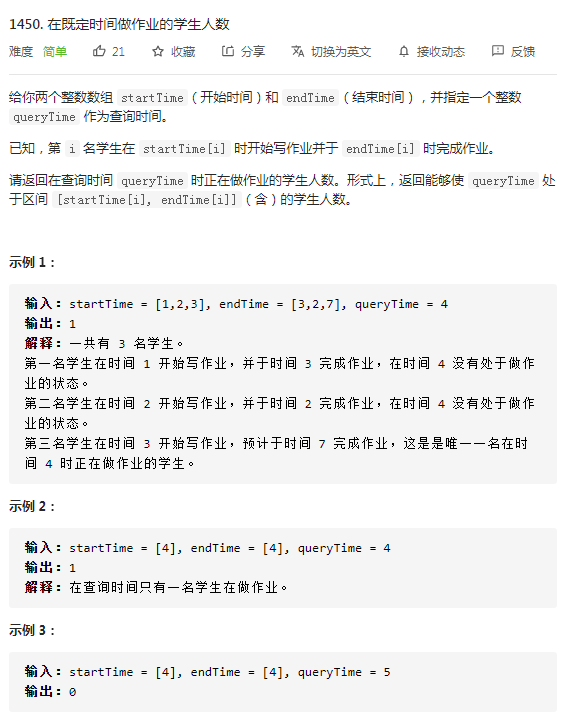 1450. 在既定时间做作业的学生人数
难度 简单 21 收藏 分享 切换为英文 接收动态 反馈
给你两个整数数组 startTime（开始时间）和 endTime（结束时间），并指定一个整数
queryTime 作为查询时间。
已知，第 i 名学生在 startTime[i] 时开始写作业并于 endTime[i] 时完成作业。
请返回在查询时间 queryTime 时正在做作业的学生人数。形式上，返回能够使 queryTime 处
于区间 [startTime[i], endTime[i]]（含）的学生人数。
示例 1：
输入：startTime = [1,2,3], endTime = [3,2,7], queryTime = 4
输出：1
解释：一共有 3 名学生。
第一名学生在时间 1 开始写作业，并于时间 3 完成作业，在时间 4 没有处于做作
业的状态。
第二名学生在时间 2 开始写作业，并于时间 2 完成作业，在时间 4 没有处于做作
业的状态。
第三名学生在时间 3 开始写作业，预计于时间 7 完成作业，这是是唯一一名在时
间 4 时正在做作业的学生。
示例 2：
输入：startTime = [4], endTime = [4], queryTime = 4
输出：1
解释：在查询时间只有一名学生在做作业。
示例 3：
输入：startTime = [4], endTime = [4], queryTime = 5
输出：0